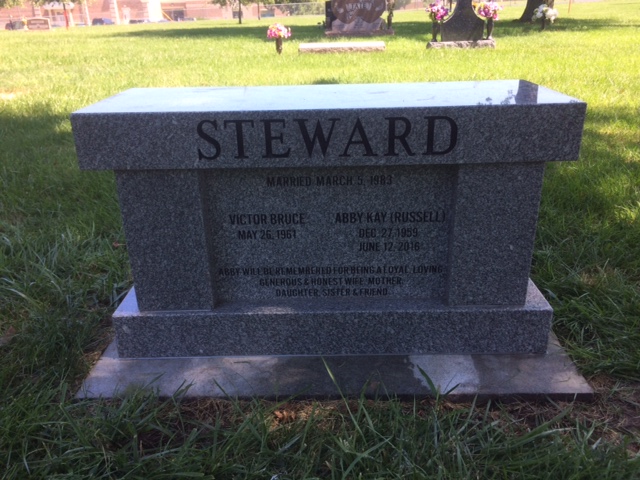 STEWARD
MARRIED MARCH 5, 1983
VICTOR BRUCE
MAY 26, 1961
ABBY KAY (RUSSELL)
DEC. 27, 1959
JUNE 12, 2016
ABBY WILL BE REMEMBERED FOR BEING A LOYAL, LOVING
GENEROUS & HONEST WIFE, MOTHER,
DAUGHTER, SISTER & FRIEND.